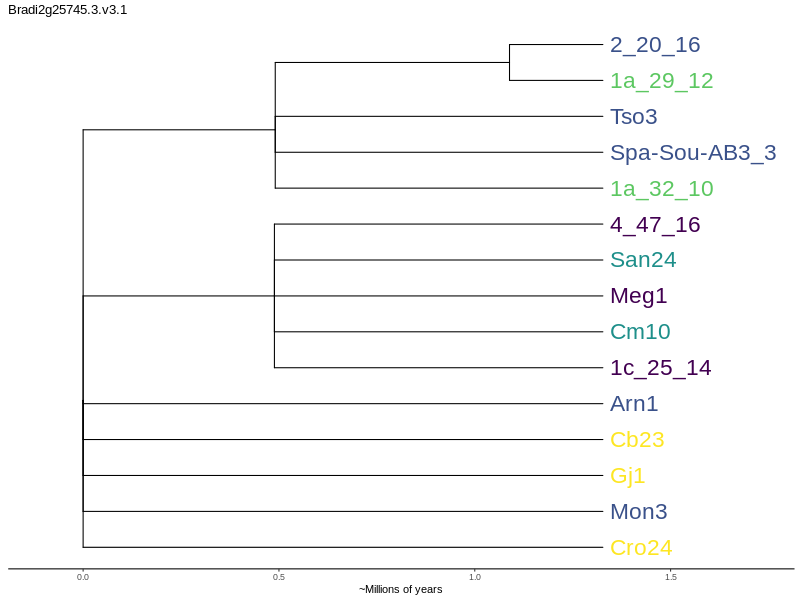 Bradi2g25745.3.v3.1
2_20_16
1a_29_12
Tso3
Spa-Sou-AB3_3
1a_32_10
4_47_16
San24
Meg1
Cm10
1c_25_14
Arn1
Cb23
Gj1
Mon3
Cro24
0.0 0.5 1.0 1.5
~Millions of years